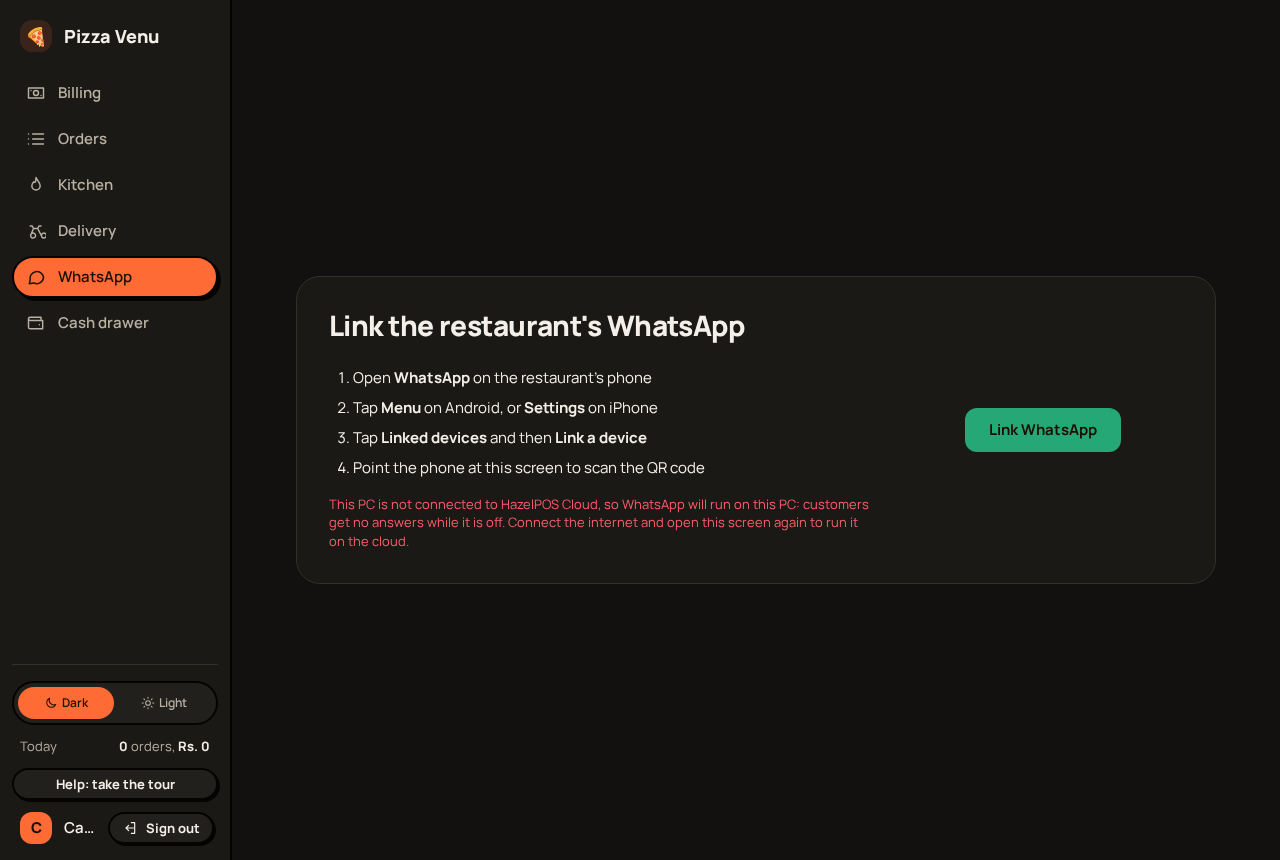 Pizza Venu
Billing
Orders
Kitchen
Delivery
WhatsApp
Cash drawer
Dark
Light
Today 0 orders, Rs. 0
Help: take the tour
C Ca... Sign out
Link the restaurant's WhatsApp
1. Open WhatsApp on the restaurant's phone
2. Tap Menu on Android, or Settings on iPhone
3. Tap Linked devices and then Link a device
4. Point the phone at this screen to scan the QR code
This PC is not connected to HazelPOS Cloud, so WhatsApp will run on this PC: customers
get no answers while it is off. Connect the internet and open this screen again to run it
on the cloud.
Link WhatsApp